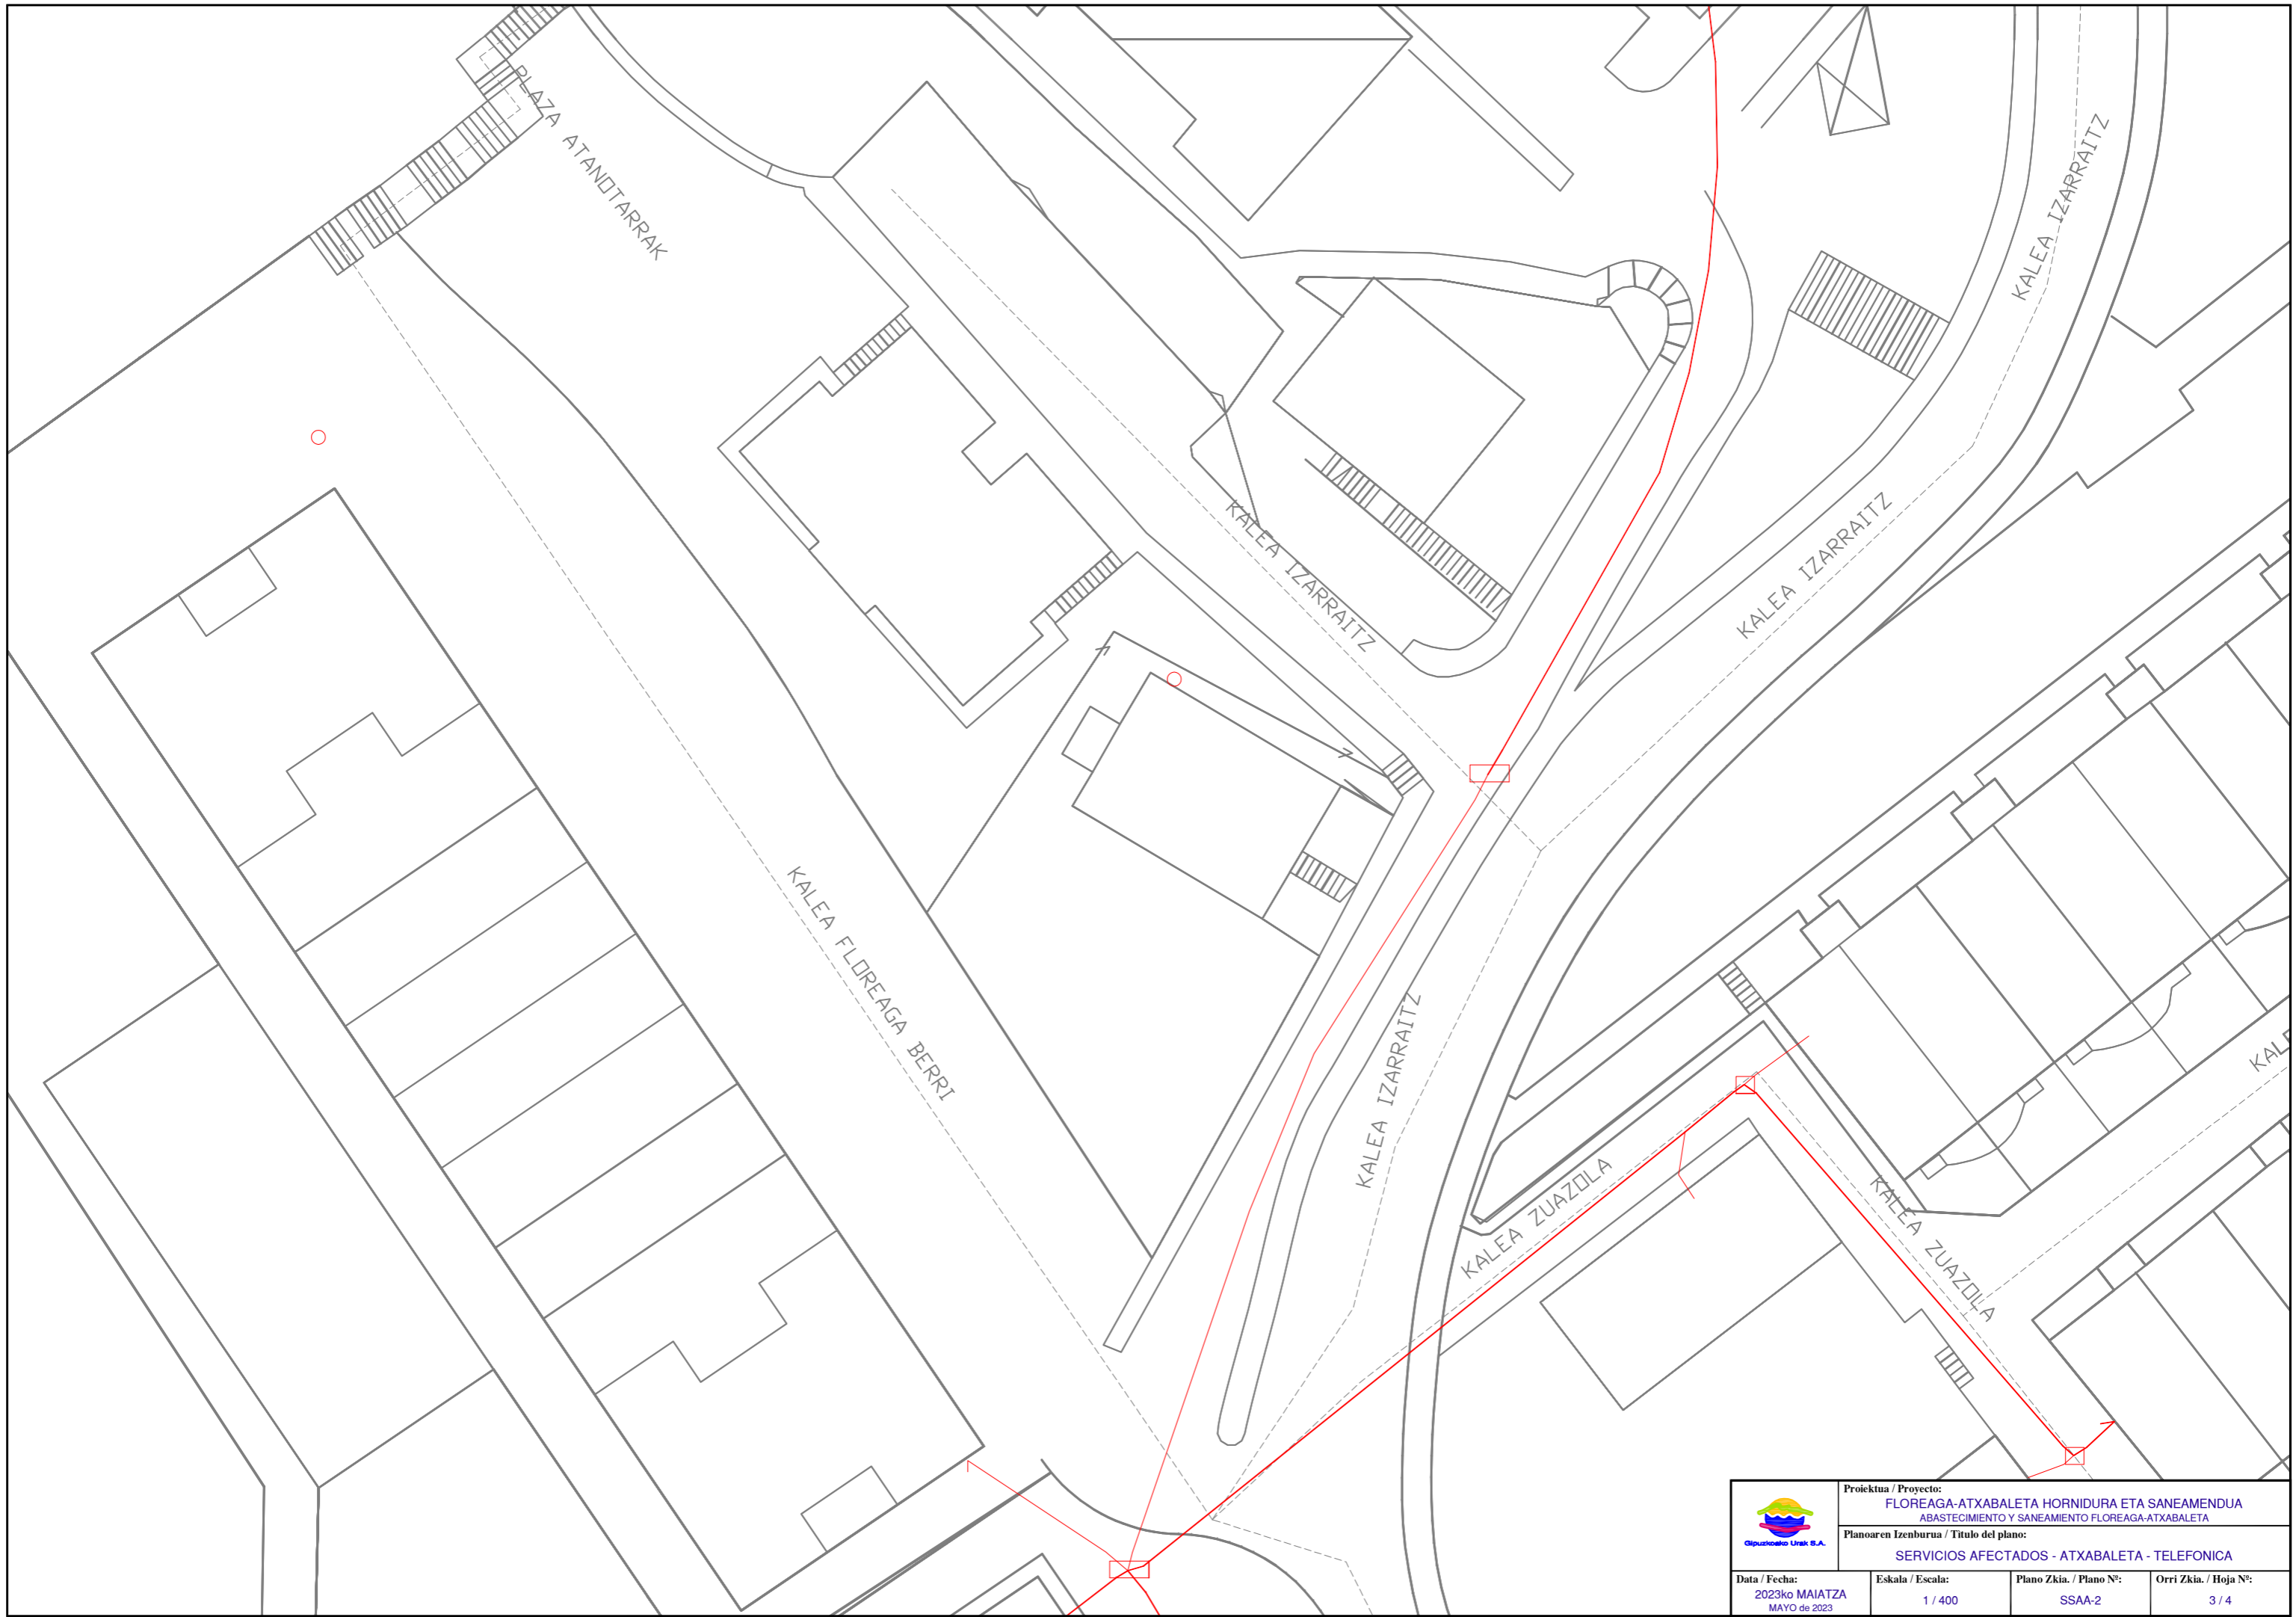 PLAZA ATANOTARRAK
KALEA IZARRAITZ
KALEA IZARRAITZ
KALEA IZARRAITZ
KALEA FLOREAGA BERRI
KALEA IZARRAITZ
KALEA ZUAZOLA
KALEA ZUAZOLA
KALE
Gipuzkoako Urak S.A.
Proiektua / Proyecto:
FLOREAGA-ATXABALETA HORNIDURA ETA SANEAMENDUA
ABASTECIMIENTO Y SANEAMIENTO FLOREAGA-ATXABALETA
Planoaren Izenburua / Titulo del plano:
SERVICIOS AFECTADOS - ATXABALETA - TELEFONICA
Data / Fecha:
2023ko MAIATZA
MAYO de 2023
Eskala / Escala:
1 / 400
Plano Zkia. / Plano Nº:
SSAA-2
Orri Zkia. / Hoja Nº:
3 / 4